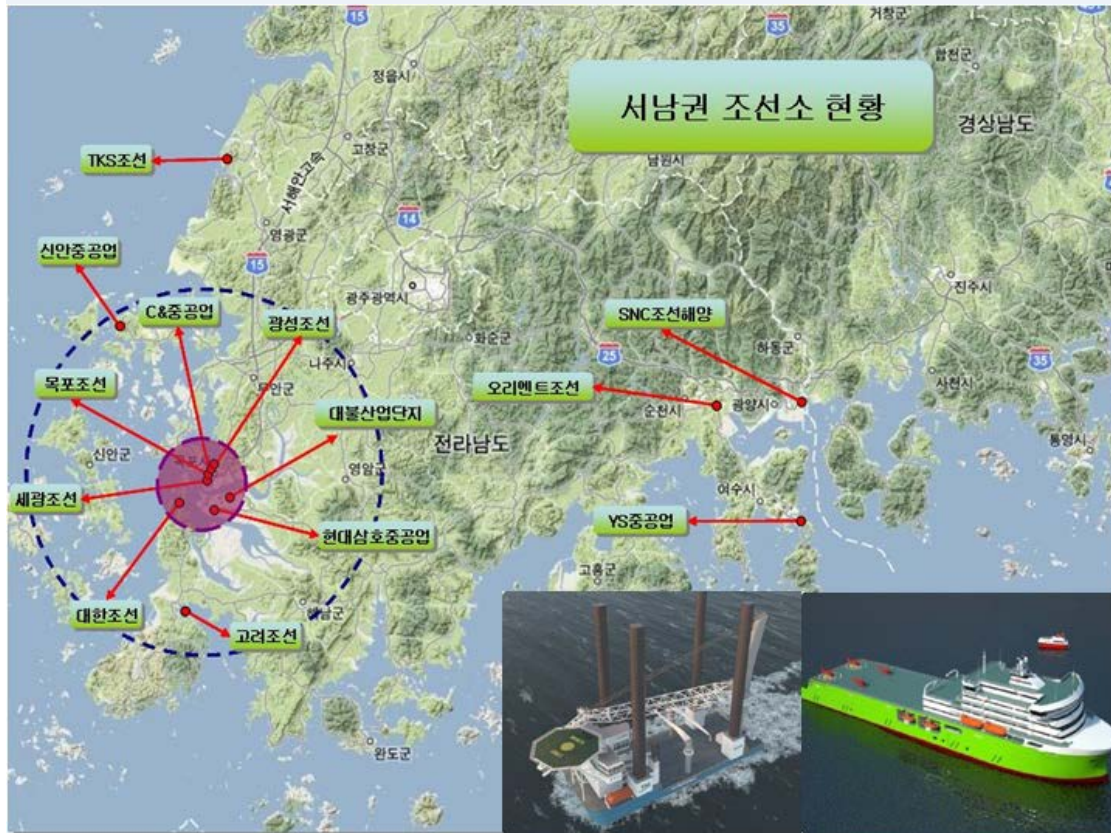 서남권 조선소 현황
15
35
거창군
합천군
정읍시
경상남도
고창군
남원시
TKS조선
서해안고속
14
영광군
신안중공업
15
진주시
광주광역시
C&중공업
광성조선
SNC조선해양
화순군
하동군
나주시
25
35
사천시
목포조선
무안군
오리엔트조선
순천시
광양시
대불산업단지
전라남도
통영시
신안군
영암군
세광조선
여수시
YS중공업
현대삼호중공업
고흥군
대한조선
해남군
고려조선
완도군